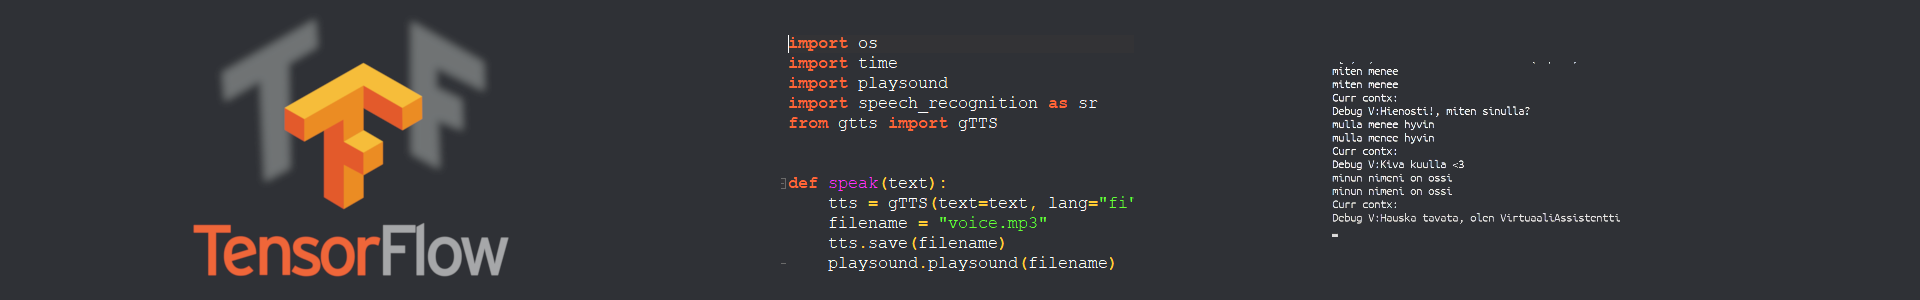 TensorFlow
import os
import time
import playsound
import speech_recognition as sr
from gtts import gTTS
def speak(text):
tts = gTTS(text=text, lang="fi"
filename = "voice.mp3"
tts.save(filename)
playsound.playsound(filename)
miten menee
miten menee
Curr contx:
Debug V:Hienosti!, miten sinulla?
mulla menee hyvin
mulla menee hyvin
Curr contx:
Debug V:Kiva kuulla <3
minun nimeni on ossi
minun nimeni on ossi
Curr contx:
Debug V:Hauska tavata, olen VirtuaaliAssistentti